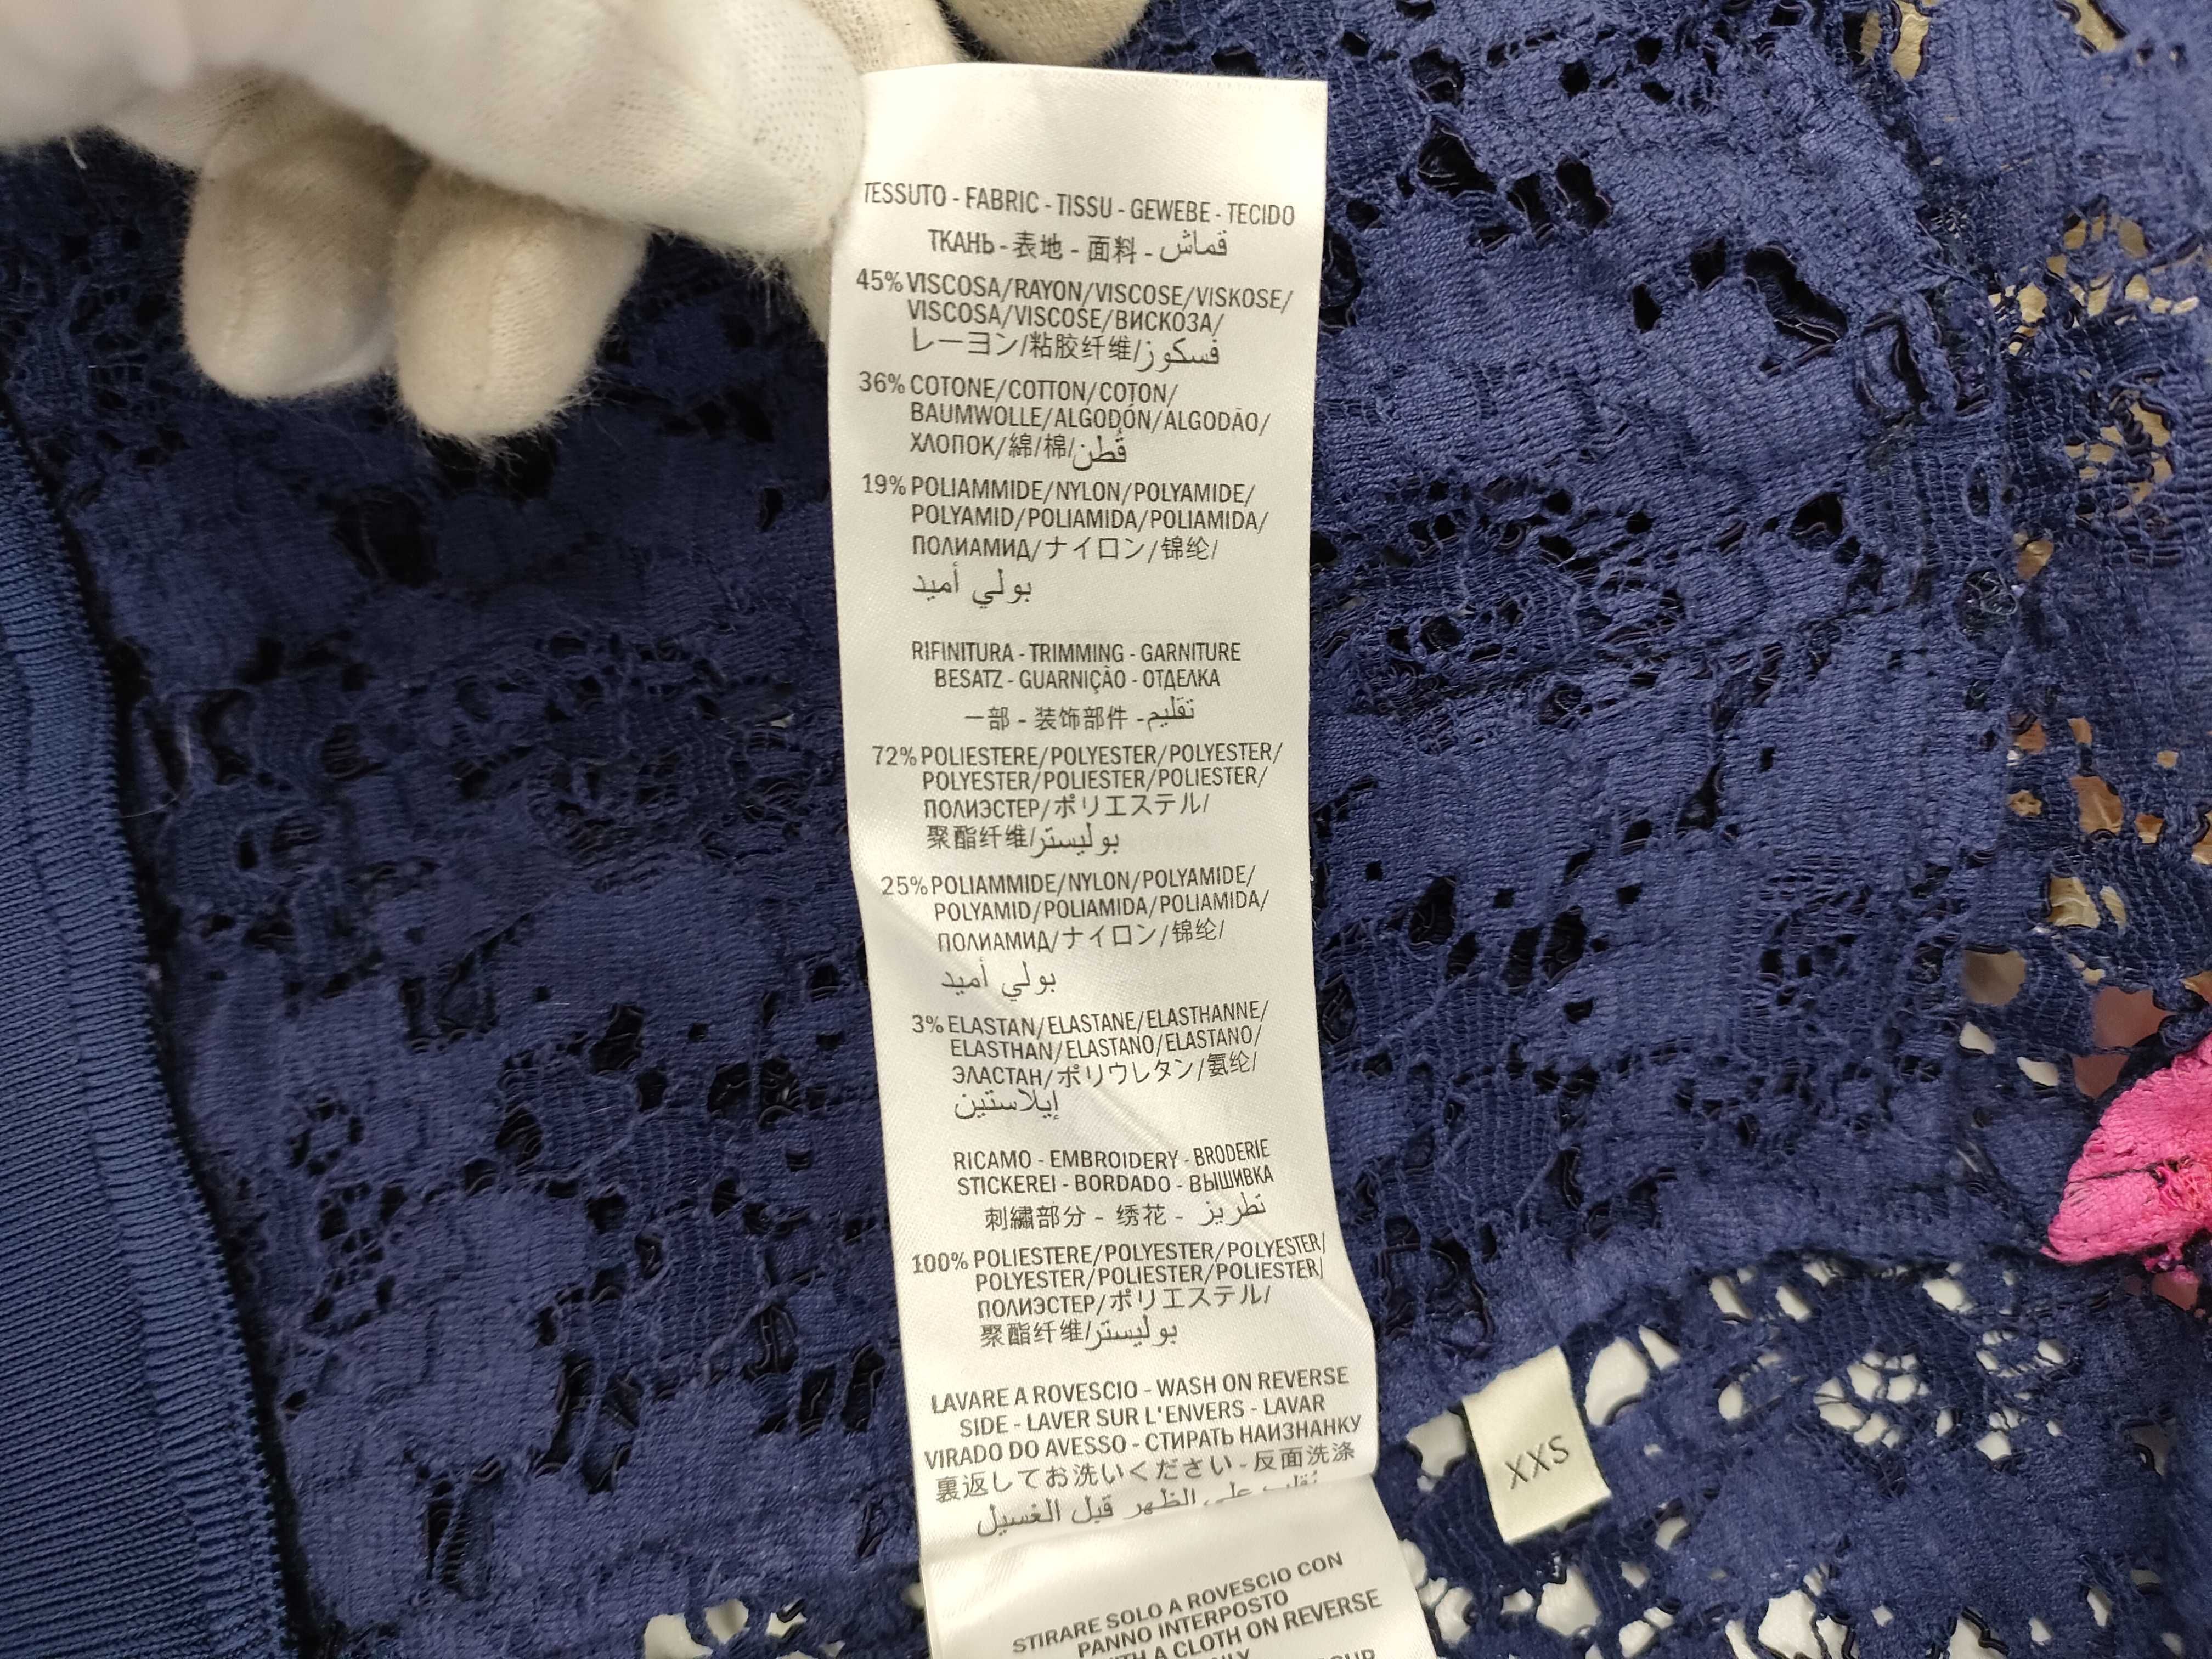 TESSUTO - FABRIC - TISSU - GEWEBE - TECIDO
ТКАНЬ - 表地 - 面料 - قماش
45% VISCOSA/RAYON/VISCOSE/VISKOSE/
VISCOSA/VISCOSE/ВИСКОЗА/
レーヨン/粘胶纤维/فسكوز
36% COTONE/COTTON/COTON/
BAUMWOLLE/ALGODÓN/ALGODÃO/
ХЛОПОК/綿/棉/قُطن
19% POLIAMMIDE/NYLON/POLYAMIDE/
POLYAMID/POLIAMIDA/POLIAMIDA/
ПОЛИАМИД/ナイロン/锦纶/
بولي أميد
RIFINITURA - TRIMMING - GARNITURE
BESATZ - GUARNIÇÃO - ОТДЕЛКА
一部 - 装饰部件 - تقليم
72% POLIESTERE/POLYESTER/POLYESTER/
POLYESTER/POLIESTER/POLIESTER/
ПОЛИЭСТЕР/ポリエステル/
聚酯纤维/بوليستر
25% POLIAMMIDE/NYLON/POLYAMIDE/
POLYAMID/POLIAMIDA/POLIAMIDA/
ПОЛИАМИД/ナイロン/锦纶/
بولي أميد
3% ELASTAN/ELASTANE/ELASTHANNE/
ELASTHAN/ELASTANO/ELASTANO/
ЭЛАСТАН/ポリウレタン/氨纶/
إيلاستين
RICAMO - EMBROIDERY - BRODERIE
STICKEREI - BORDADO - ВЫШИВКА
刺繍部分 - 绣花 - تطريز
100% POLIESTERE/POLYESTER/POLYESTER/
POLYESTER/POLIESTER/POLIESTER/
ПОЛИЭСТЕР/ポリエステル/
聚酯纤维/بوليستر
LAVARE A ROVESCIO - WASH ON REVERSE
SIDE - LAVER SUR L'ENVERS - LAVAR
VIRADO DO AVESSO - СТИРАТЬ НАИЗНАНКУ
裏返してお洗いください - 反面洗涤
على الظهر قبل الغسيل
STIRARE SOLO A ROVESCIO CON
PANNO INTERPOSTO
A CLOTH ON REVERSE
XXS